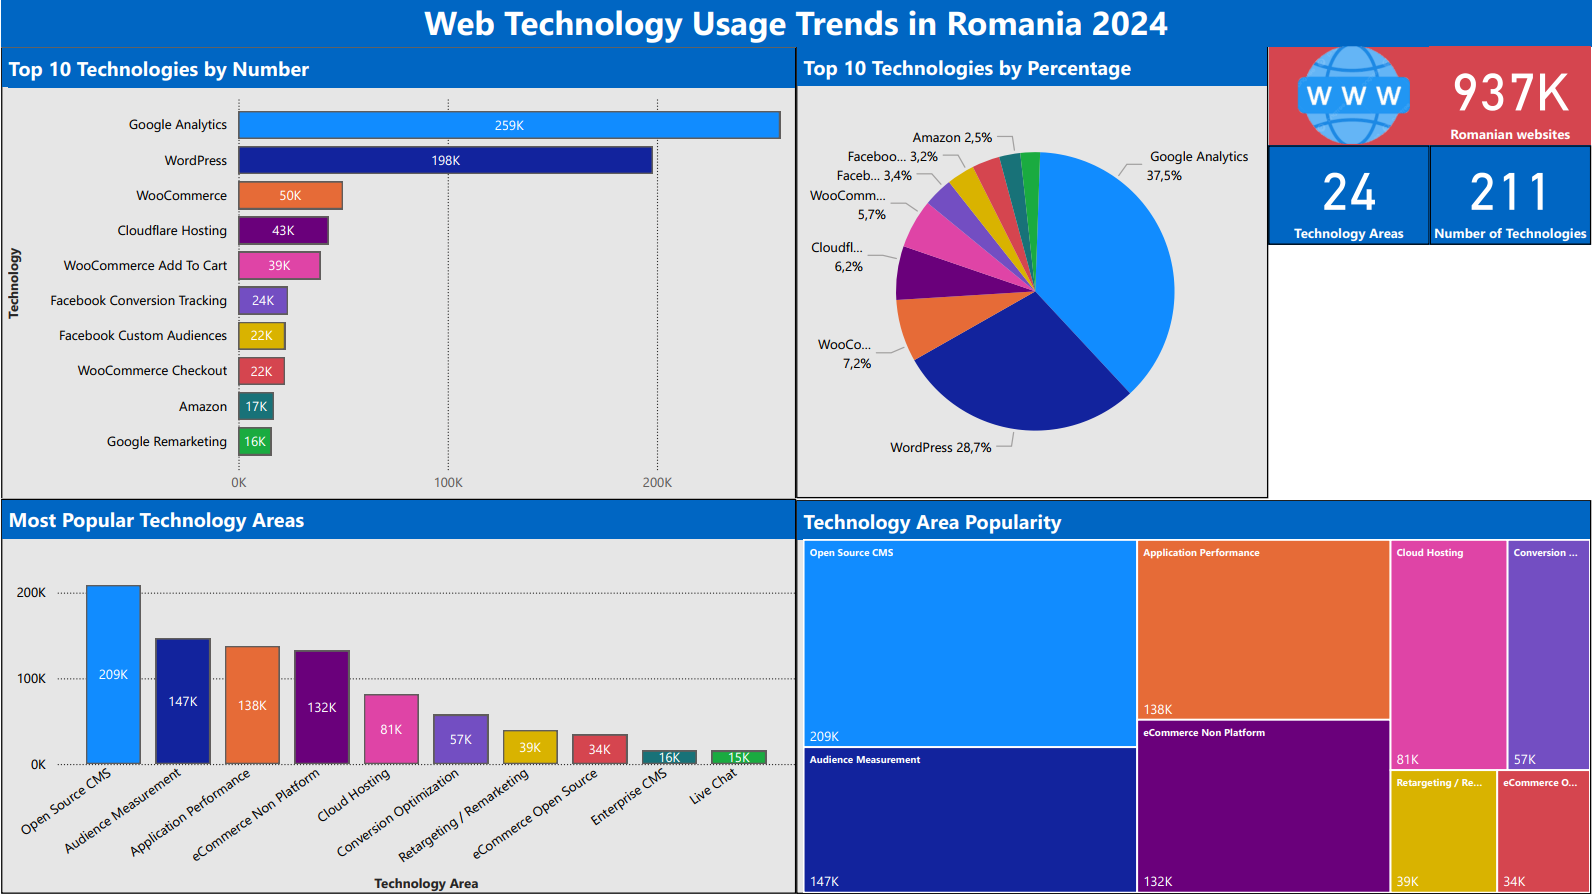 Web Technology Usage Trends in Romania 2024
Top 10 Technologies by Number
Technology
Google Analytics 259K
WordPress 198K
WooCommerce 50K
Cloudflare Hosting 43K
WooCommerce Add To Cart 39K
Facebook Conversion Tracking 24K
Facebook Custom Audiences 22K
WooCommerce Checkout 22K
Amazon 17K
Google Remarketing 16K
0K 100K 200K
Top 10 Technologies by Percentage
Amazon 2,5%
Faceboo... 3,2%
Faceb... 3,4%
WooComm...
5,7%
Cloudfl...
6,2%
WooCo...
7,2%
WordPress 28,7%
Google Analytics
37,5%
WWW
937K
Romanian websites
24
Technology Areas
211
Number of Technologies
Most Popular Technology Areas
200K
100K
0K
209K
147K
138K
132K
81K
57K
39K
34K
16K
15K
Open Source CMS
Audience Measurement
Application Performance
eCommerce Non Platform
Cloud Hosting
Conversion Optimization
Retargeting / Remarketing
eCommerce Open Source
Enterprise CMS
Live Chat
Technology Area
Technology Area Popularity
Open Source CMS
209K
Audience Measurement
147K
Application Performance
138K
eCommerce Non Platform
132K
Cloud Hosting
81K
Conversion ...
57K
Retargeting / Re...
39K
eCommerce O...
34K